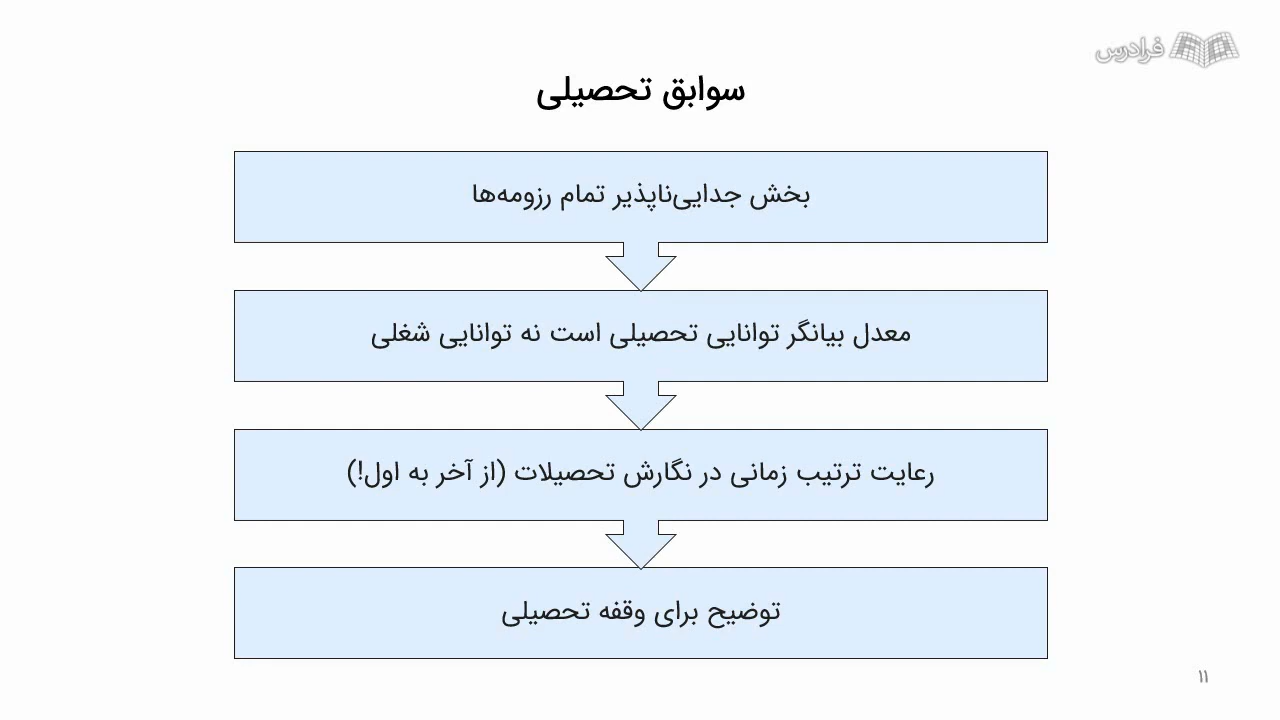 فرادرس
سوابق تحصیلی
بخش جدایی‌ناپذیر تمام رزومه‌ها
معدل بیانگر توانایی تحصیلی است نه توانایی شغلی
رعایت ترتیب زمانی در نگارش تحصیلات (از آخر به اول!)
توضیح برای وقفه تحصیلی
۱۱